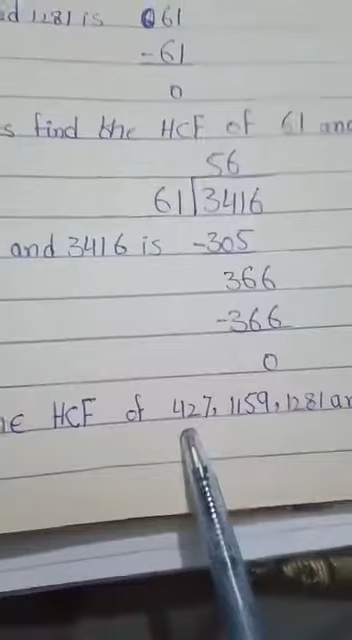 1281 is 61
-61
0
find the HCF of 61 and
56
61 3416
and 3416 is -305
366
-366
0
HCF of 427, 1159, 1281 an